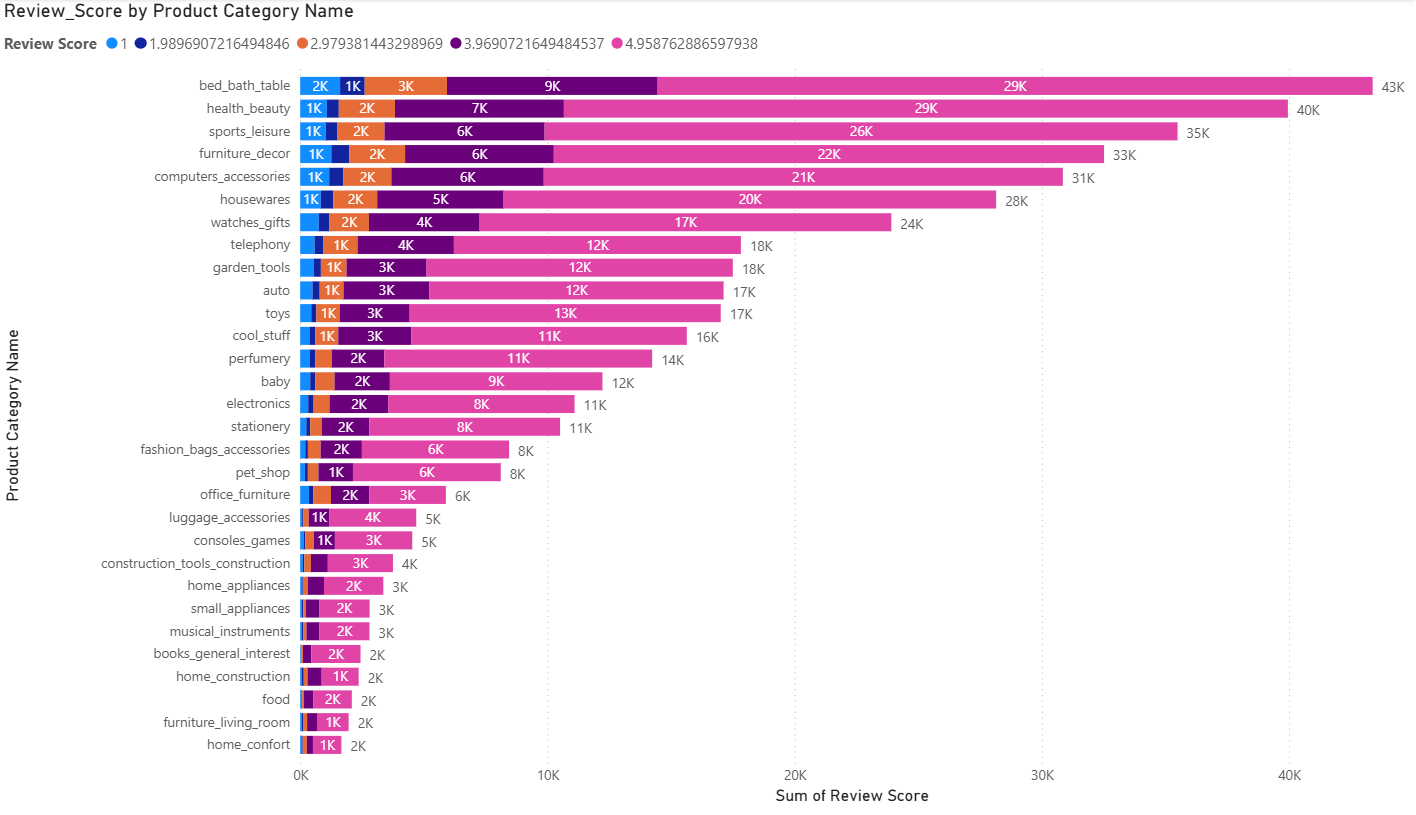 Review_Score by Product Category Name
Review Score 1 1.9896907216494846 2.979381443298969 3.9690721649484537 4.958762886597938
bed_bath_table 2K 1K 3K 9K 29K 43K
health_beauty 1K 2K 7K 29K 40K
sports_leisure 1K 2K 6K 26K 35K
furniture_decor 1K 2K 6K 22K 33K
computers_accessories 1K 2K 6K 21K 31K
housewares 1K 2K 5K 20K 28K
watches_gifts 2K 4K 17K 24K
telephony 1K 4K 12K 18K
garden_tools 1K 3K 12K 18K
auto 1K 3K 12K 17K
toys 1K 3K 13K 17K
cool_stuff 1K 3K 11K 16K
perfumery 2K 11K 14K
baby 2K 9K 12K
electronics 2K 8K 11K
stationery 2K 8K 11K
fashion_bags_accessories 2K 6K 8K
pet_shop 1K 6K 8K
office_furniture 2K 3K 6K
luggage_accessories 1K 4K 5K
consoles_games 1K 3K 5K
construction_tools_construction 3K 4K
home_appliances 2K 3K
small_appliances 2K 3K
musical_instruments 2K 3K
books_general_interest 2K 2K
home_construction 1K 2K
food 2K 2K
furniture_living_room 1K 2K
home_confort 1K 2K
0K 10K 20K 30K 40K
Sum of Review Score
Product Category Name